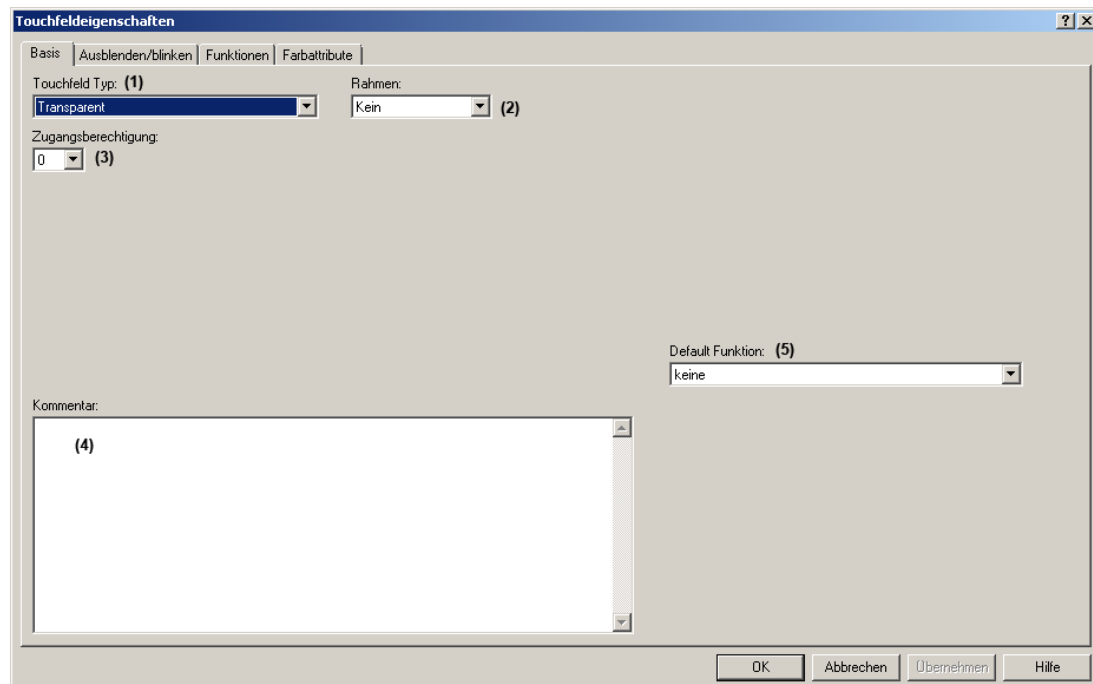 Touchfeldeigenschaften
Basis Ausblenden/blinken Funktionen Farbattribute
Touchfeld Typ: (1) Rahmen:
Transparent Kein (2)
Zugangsberechtigung:
0 (3)
Default Funktion: (5)
keine
Kommentar:
(4)
OK Abbrechen Übernehmen Hilfe